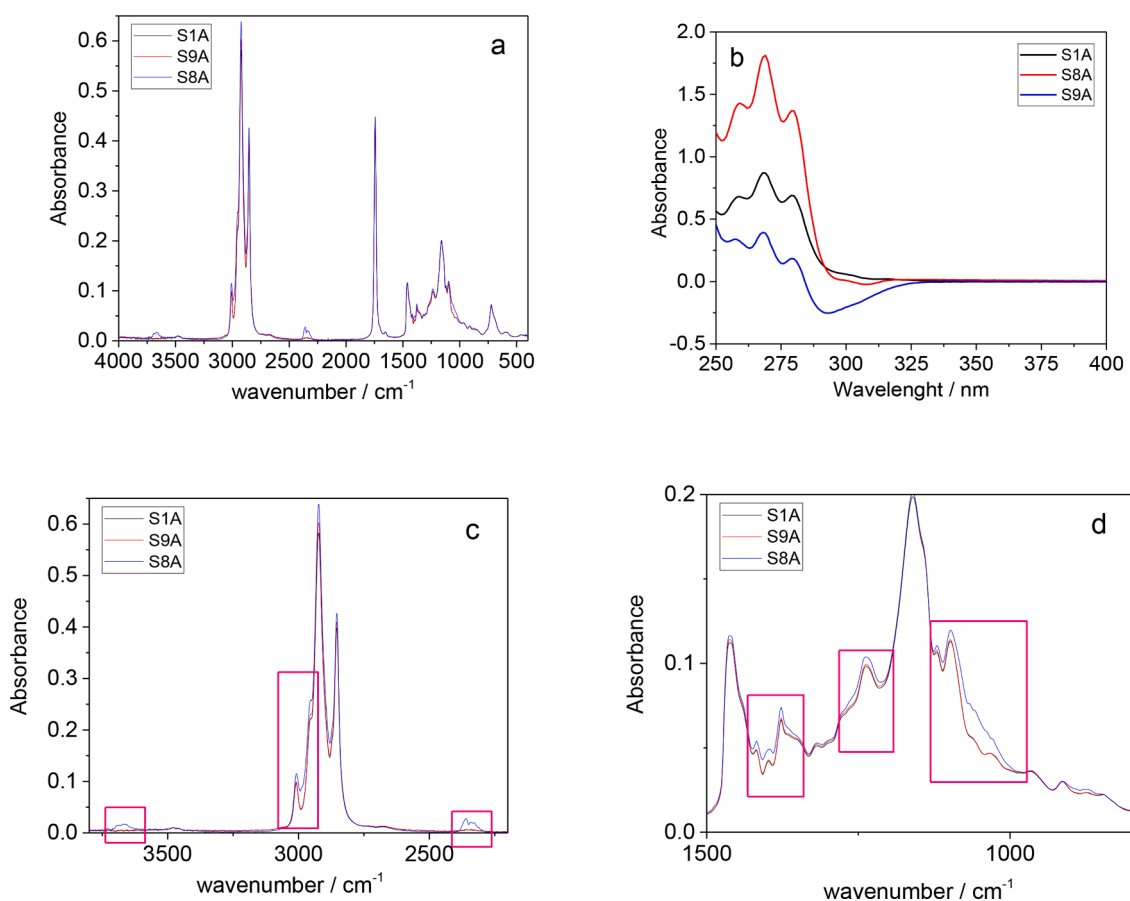 a
S1A
S9A
S8A
0.6
0.5
0.4
0.3
0.2
0.1
0.0
Absorbance
4000 3500 3000 2500 2000 1500 1000 500
wavenumber / cm⁻¹
b
S1A
S8A
S9A
2.0
1.5
1.0
0.5
0.0
-0.5
Absorbance
250 275 300 325 350 375 400
Wavelenght / nm
c
S1A
S9A
S8A
0.6
0.5
0.4
0.3
0.2
0.1
0.0
Absorbance
3500 3000 2500
wavenumber / cm⁻¹
d
S1A
S9A
S8A
0.2
0.1
0.0
Absorbance
1500 1000
wavenumber / cm⁻¹